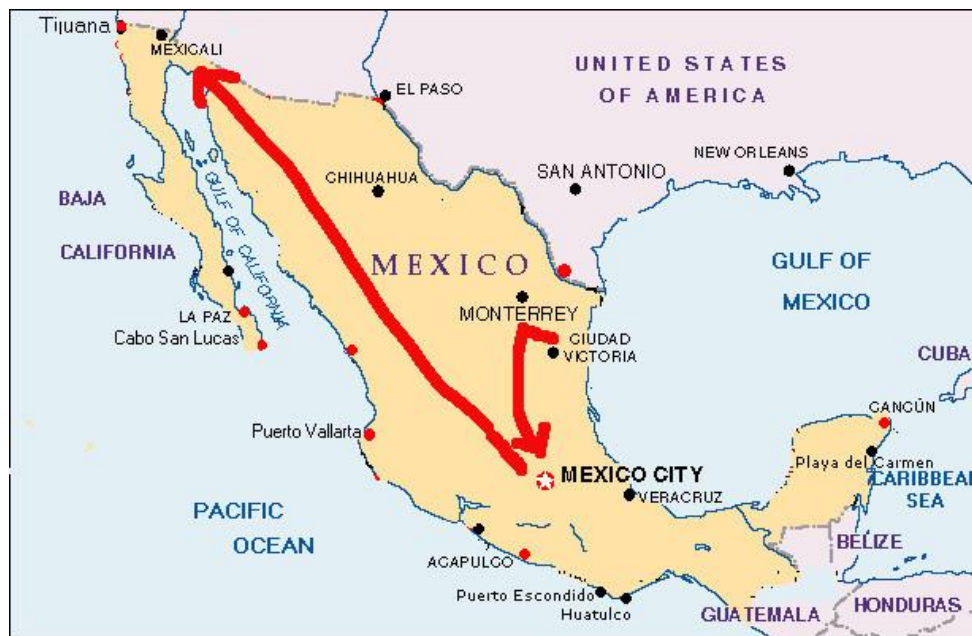 Tijuana
MEXICALI
EL PASO
UNITED STATES
OF AMERICA
NEW ORLEANS
SAN ANTONIO
CHIHUAHUA
BAJA
CALIFORNIA
GULF OF CALIFORNIA
MEXICO
GULF OF
MEXICO
MONTERREY
LA PAZ
Cabo San Lucas
CIUDAD
VICTORIA
CUBA
CANCÚN
Puerto Vallarta
Playa del Carmen
MEXICO CITY
VERACRUZ
CARIBBEAN
SEA
PACIFIC
OCEAN
ACAPULCO
BELIZE
Puerto Escondido
Huatulco
GUATEMALA
HONDURAS